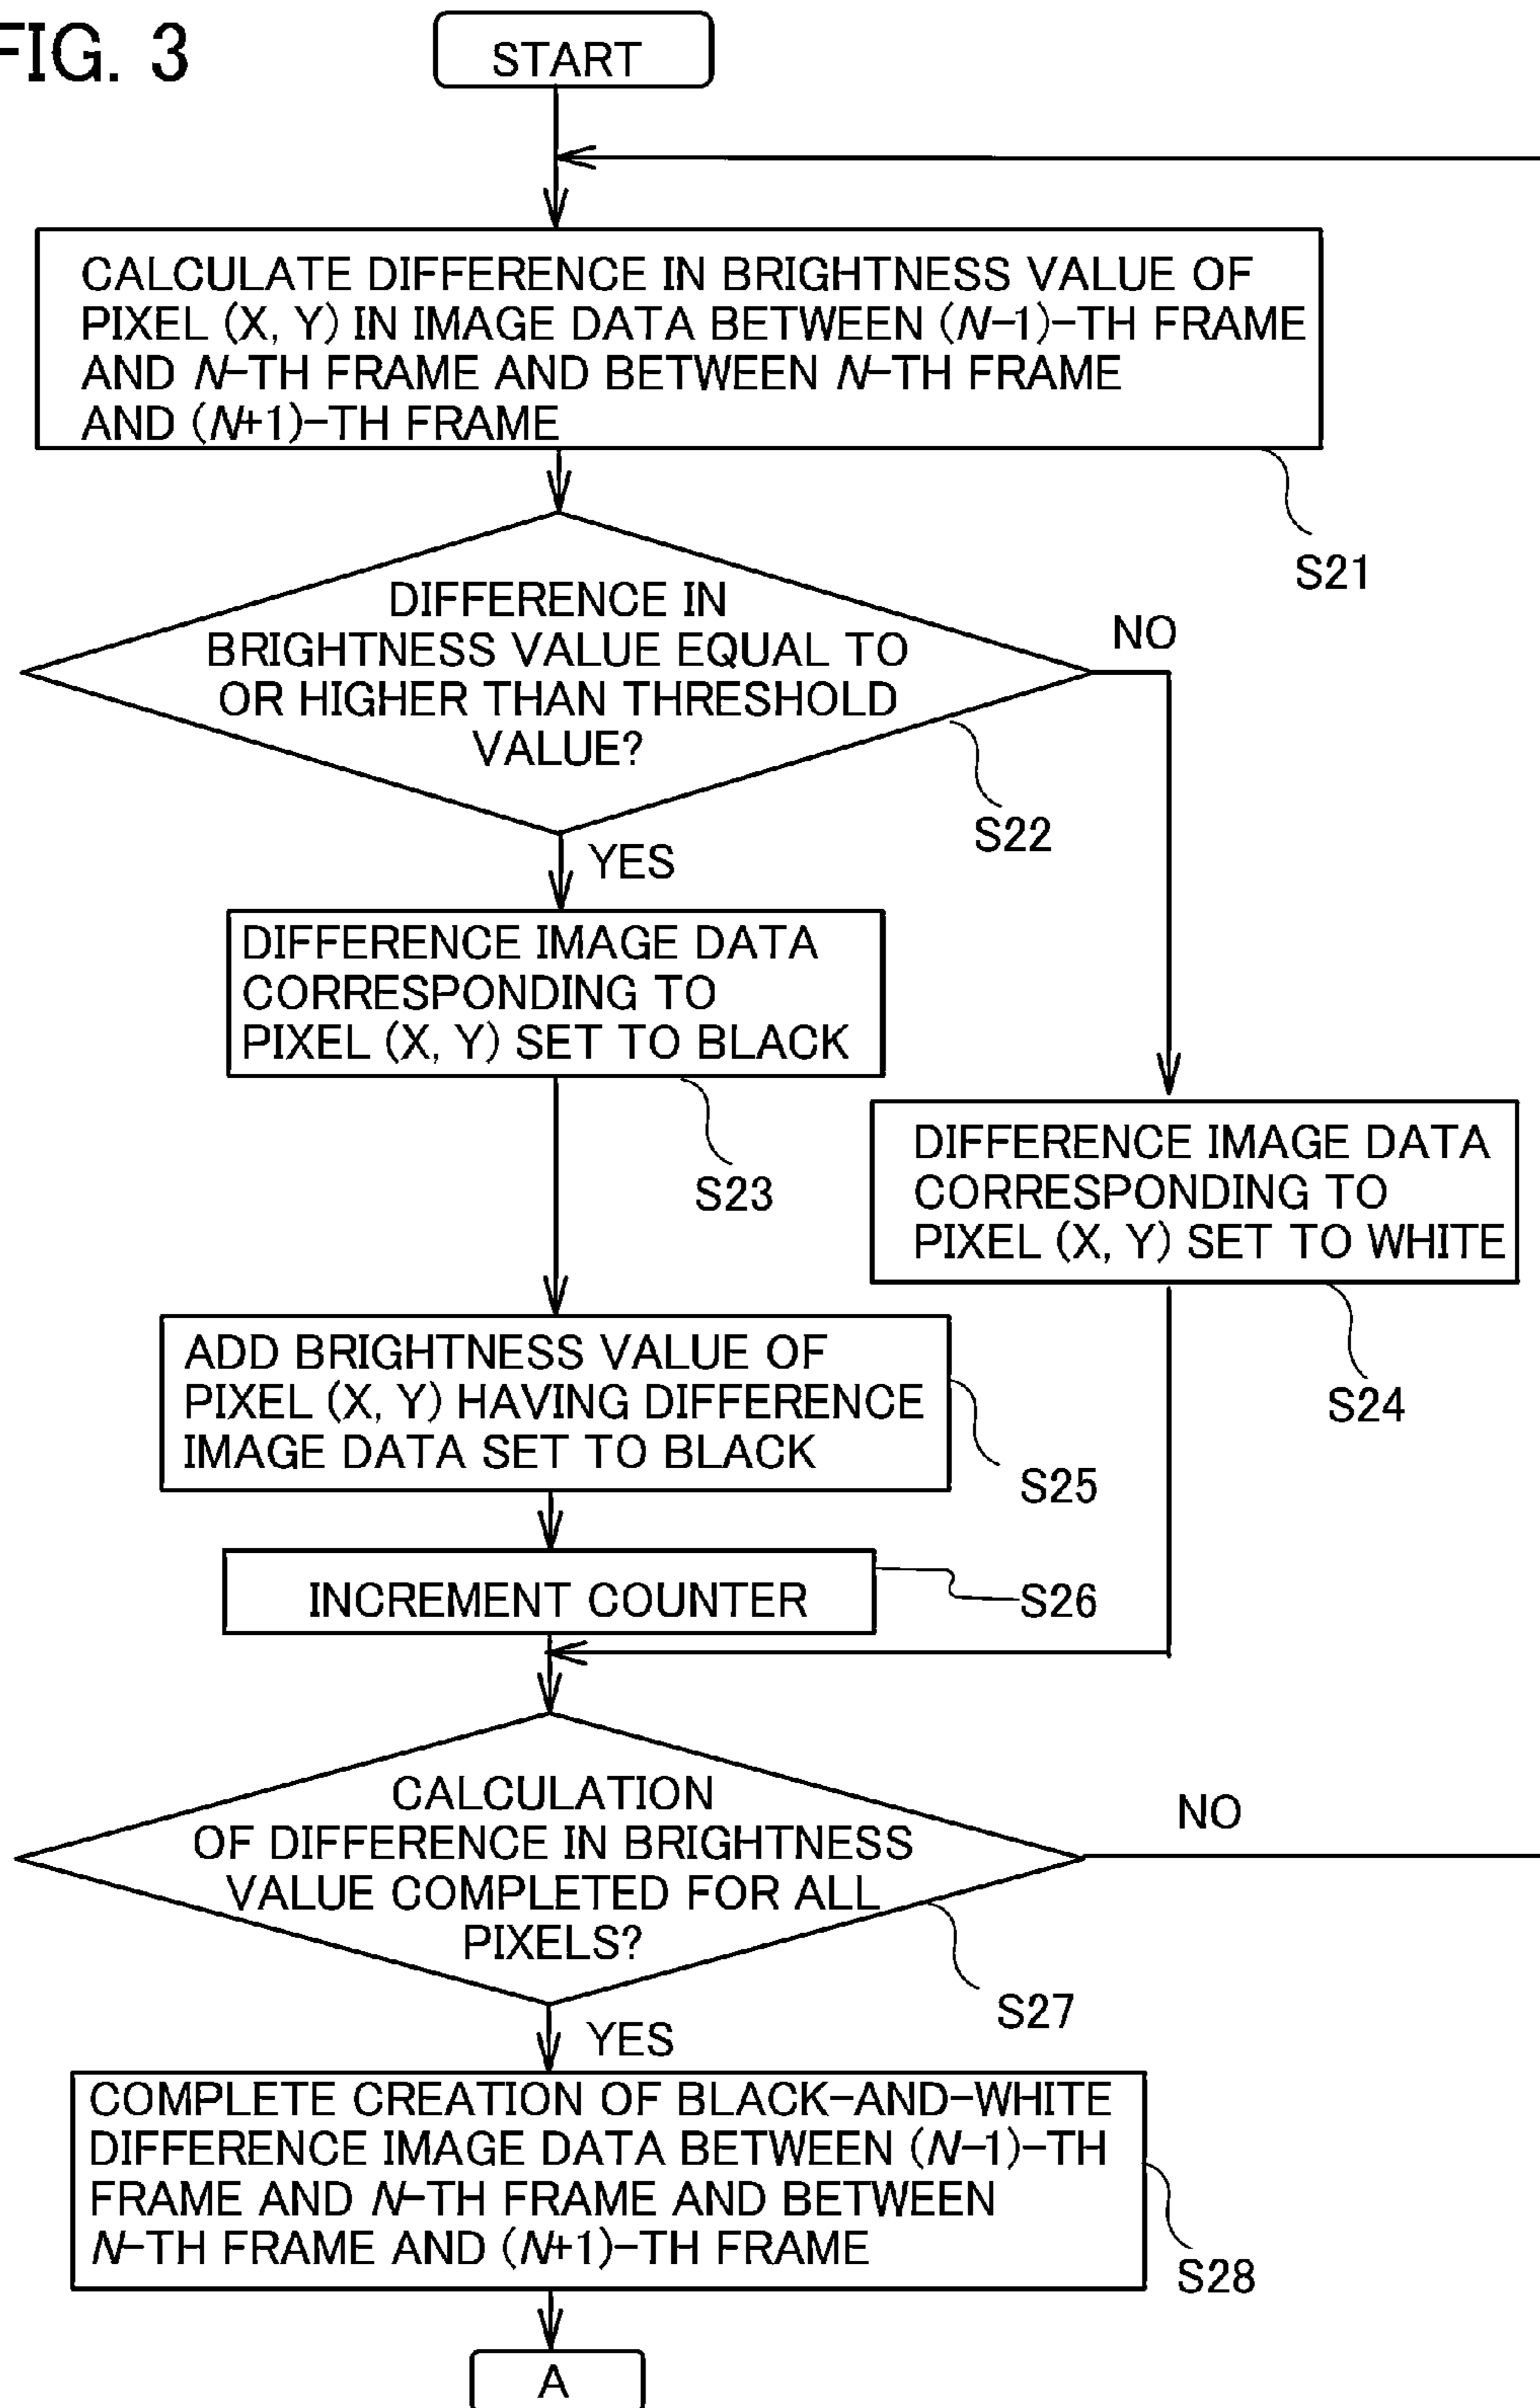 FIG. 3
START
CALCULATE DIFFERENCE IN BRIGHTNESS VALUE OF
PIXEL (X, Y) IN IMAGE DATA BETWEEN (N-1)-TH FRAME
AND N-TH FRAME AND BETWEEN N-TH FRAME
AND (N+1)-TH FRAME
S21
DIFFERENCE IN
BRIGHTNESS VALUE EQUAL TO
OR HIGHER THAN THRESHOLD
VALUE?
NO
S22
YES
DIFFERENCE IMAGE DATA
CORRESPONDING TO
PIXEL (X, Y) SET TO BLACK
S23
DIFFERENCE IMAGE DATA
CORRESPONDING TO
PIXEL (X, Y) SET TO WHITE
S24
ADD BRIGHTNESS VALUE OF
PIXEL (X, Y) HAVING DIFFERENCE
IMAGE DATA SET TO BLACK
S25
INCREMENT COUNTER
S26
CALCULATION
OF DIFFERENCE IN BRIGHTNESS
VALUE COMPLETED FOR ALL
PIXELS?
NO
S27
YES
COMPLETE CREATION OF BLACK-AND-WHITE
DIFFERENCE IMAGE DATA BETWEEN (N-1)-TH
FRAME AND N-TH FRAME AND BETWEEN
N-TH FRAME AND (N+1)-TH FRAME
S28
A